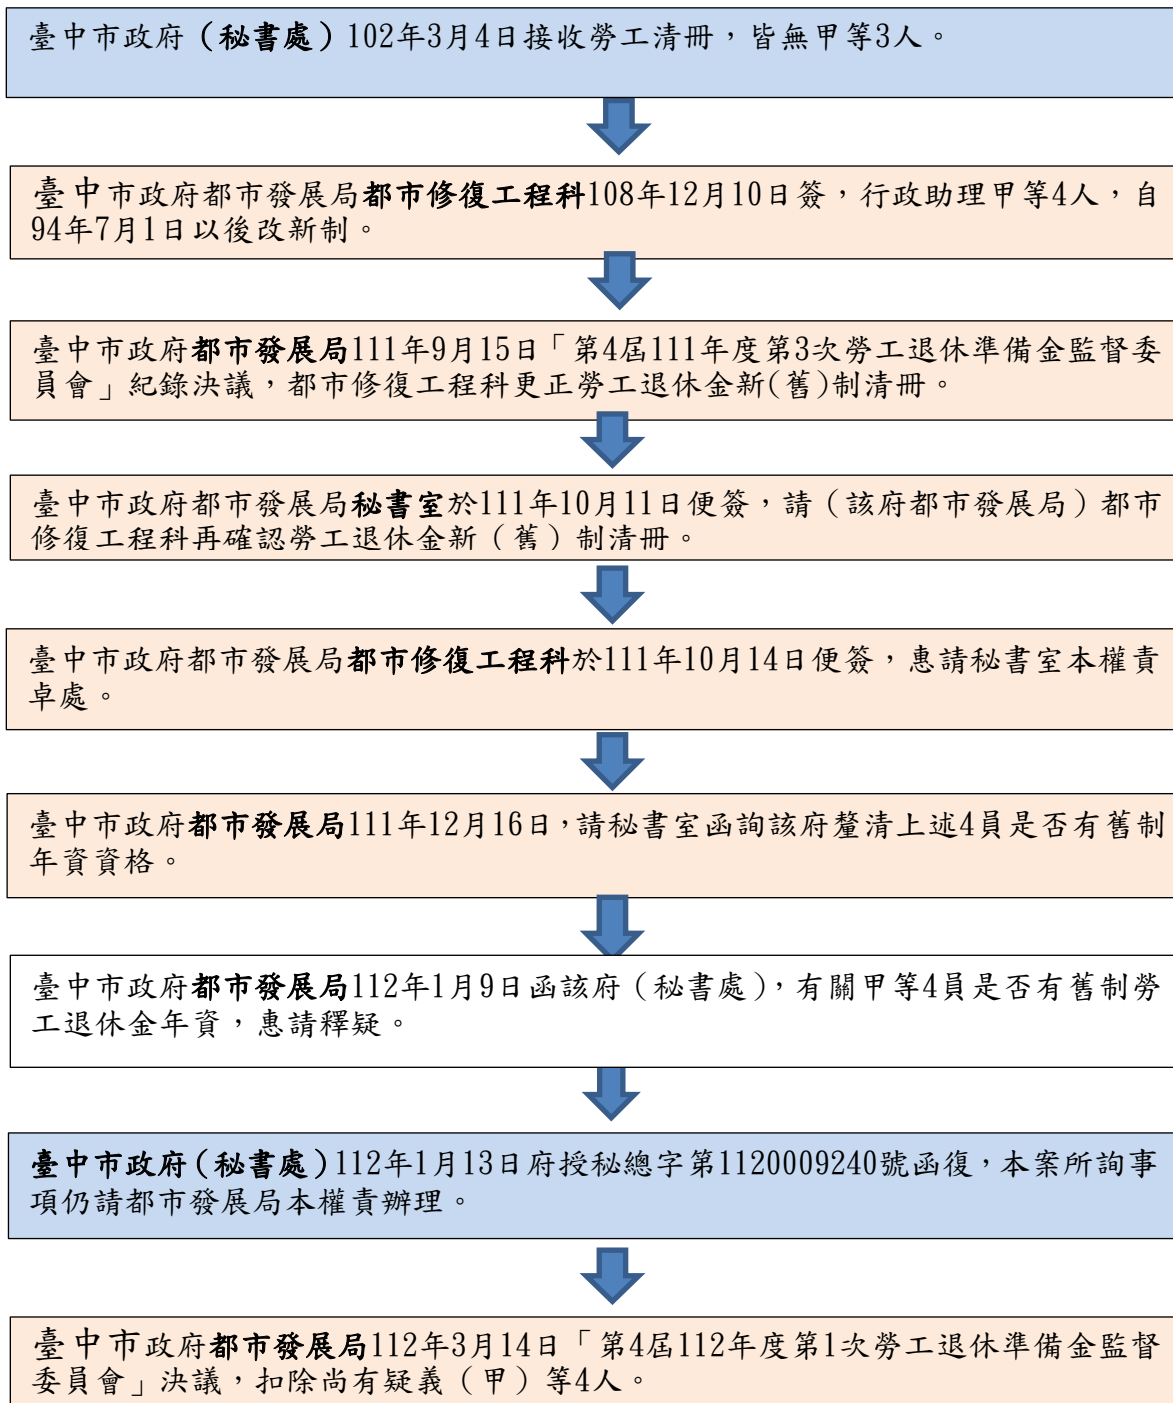 臺中市政府（秘書處）102年3月4日接收勞工清冊，皆無甲等3人。
臺中市政府都市發展局都市修復工程科108年12月10日簽，行政助理甲等4人，自
94年7月1日以後改新制。
臺中市政府都市發展局111年9月15日「第4屆111年度第3次勞工退休準備金監督委
員會」紀錄決議，都市修復工程科更正勞工退休金新(舊)制清冊。
臺中市政府都市發展局秘書室於111年10月11日便簽，請（該府都市發展局）都市
修復工程科再確認勞工退休金新（舊）制清冊。
臺中市政府都市發展局都市修復工程科於111年10月14日便簽，惠請秘書室本權責
卓處。
臺中市政府都市發展局111年12月16日，請秘書室函詢該府釐清上述4員是否有舊制
年資資格。
臺中市政府都市發展局112年1月9日函該府（秘書處），有關甲等4員是否有舊制勞
工退休金年資，惠請釋疑。
臺中市政府（秘書處）112年1月13日府授秘總字第1120009240號函復，本案所詢事
項仍請都市發展局本權責辦理。
臺中市政府都市發展局112年3月14日「第4屆112年度第1次勞工退休準備金監督
委員會」決議，扣除尚有疑義（甲）等4人。